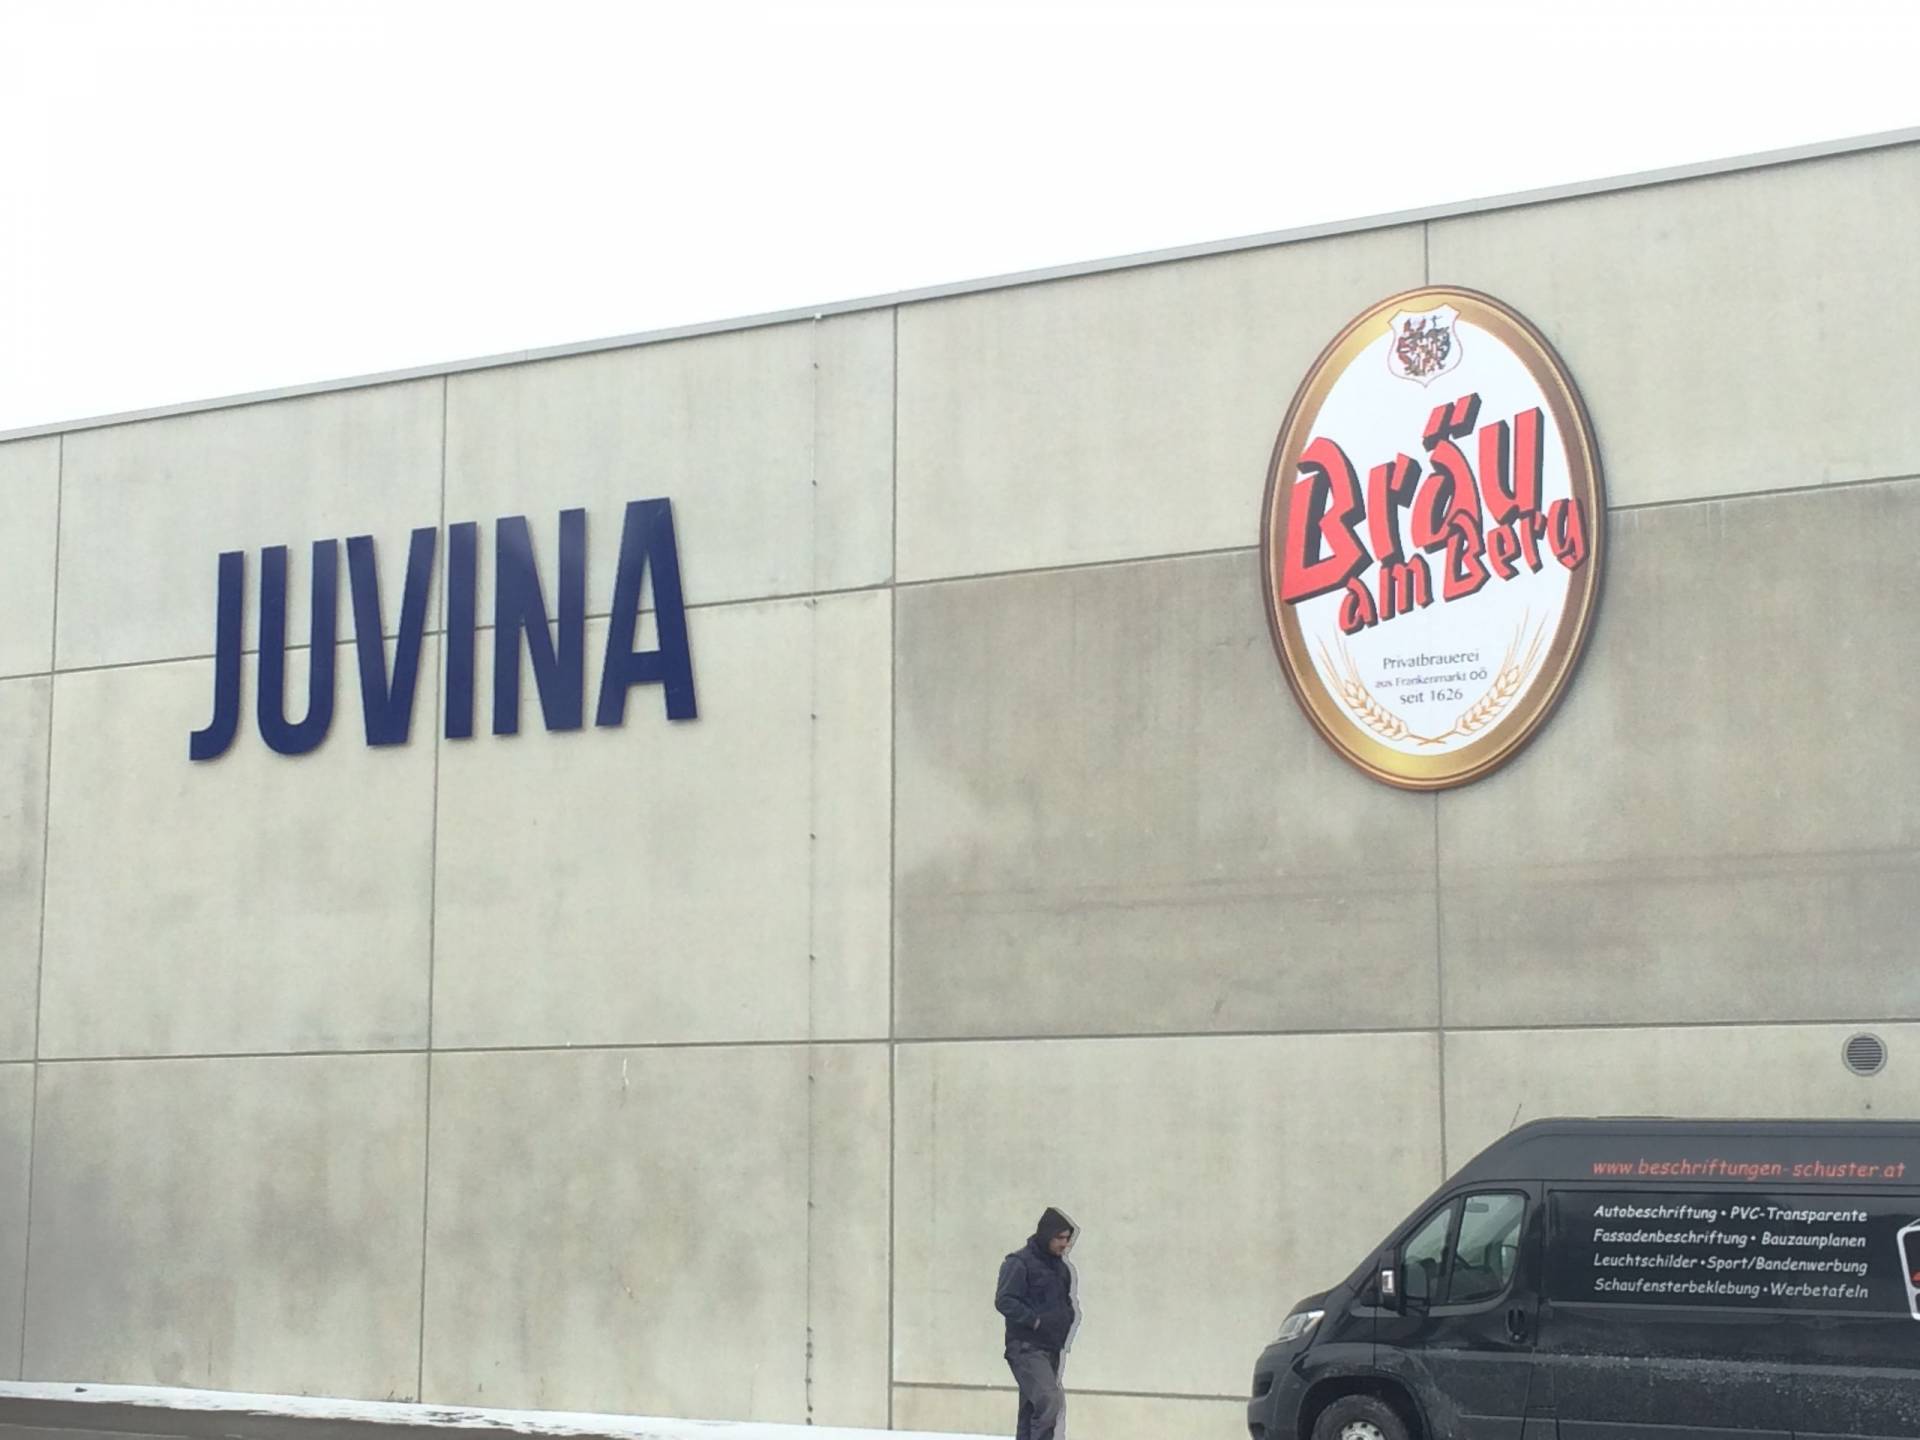 JUVINA
Bräu
am Berg
Privatbrauerei
aus Frankenmarkt OÖ
seit 1626
www.beschriftungen-schuster.at
Autobeschriftung • PVC-Transparente
Fassadenbeschriftung • Bauzaunplanen
Leuchtschilder • Sport/Bandenwerbung
Schaufensterbeklebung • Werbetafeln